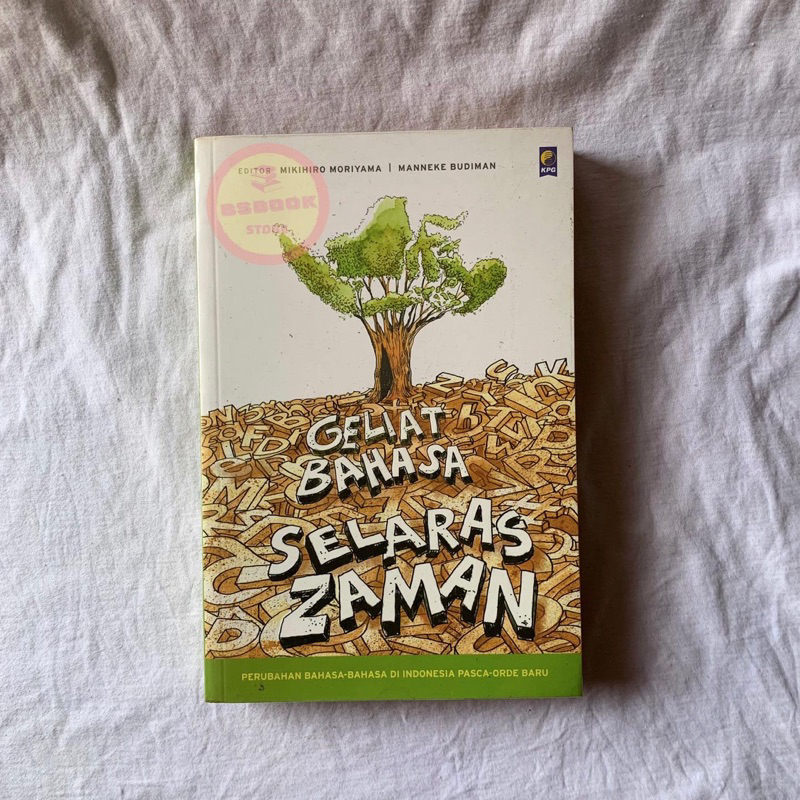 EDITOR MIKIHIRO MORIYAMA | MANNEKE BUDIMAN
KPG
BSBOOK
STORE
GELIAT
BAHASA
SELARAS
ZAMAN
PERUBAHAN BAHASA-BAHASA DI INDONESIA PASCA-ORDE BARU